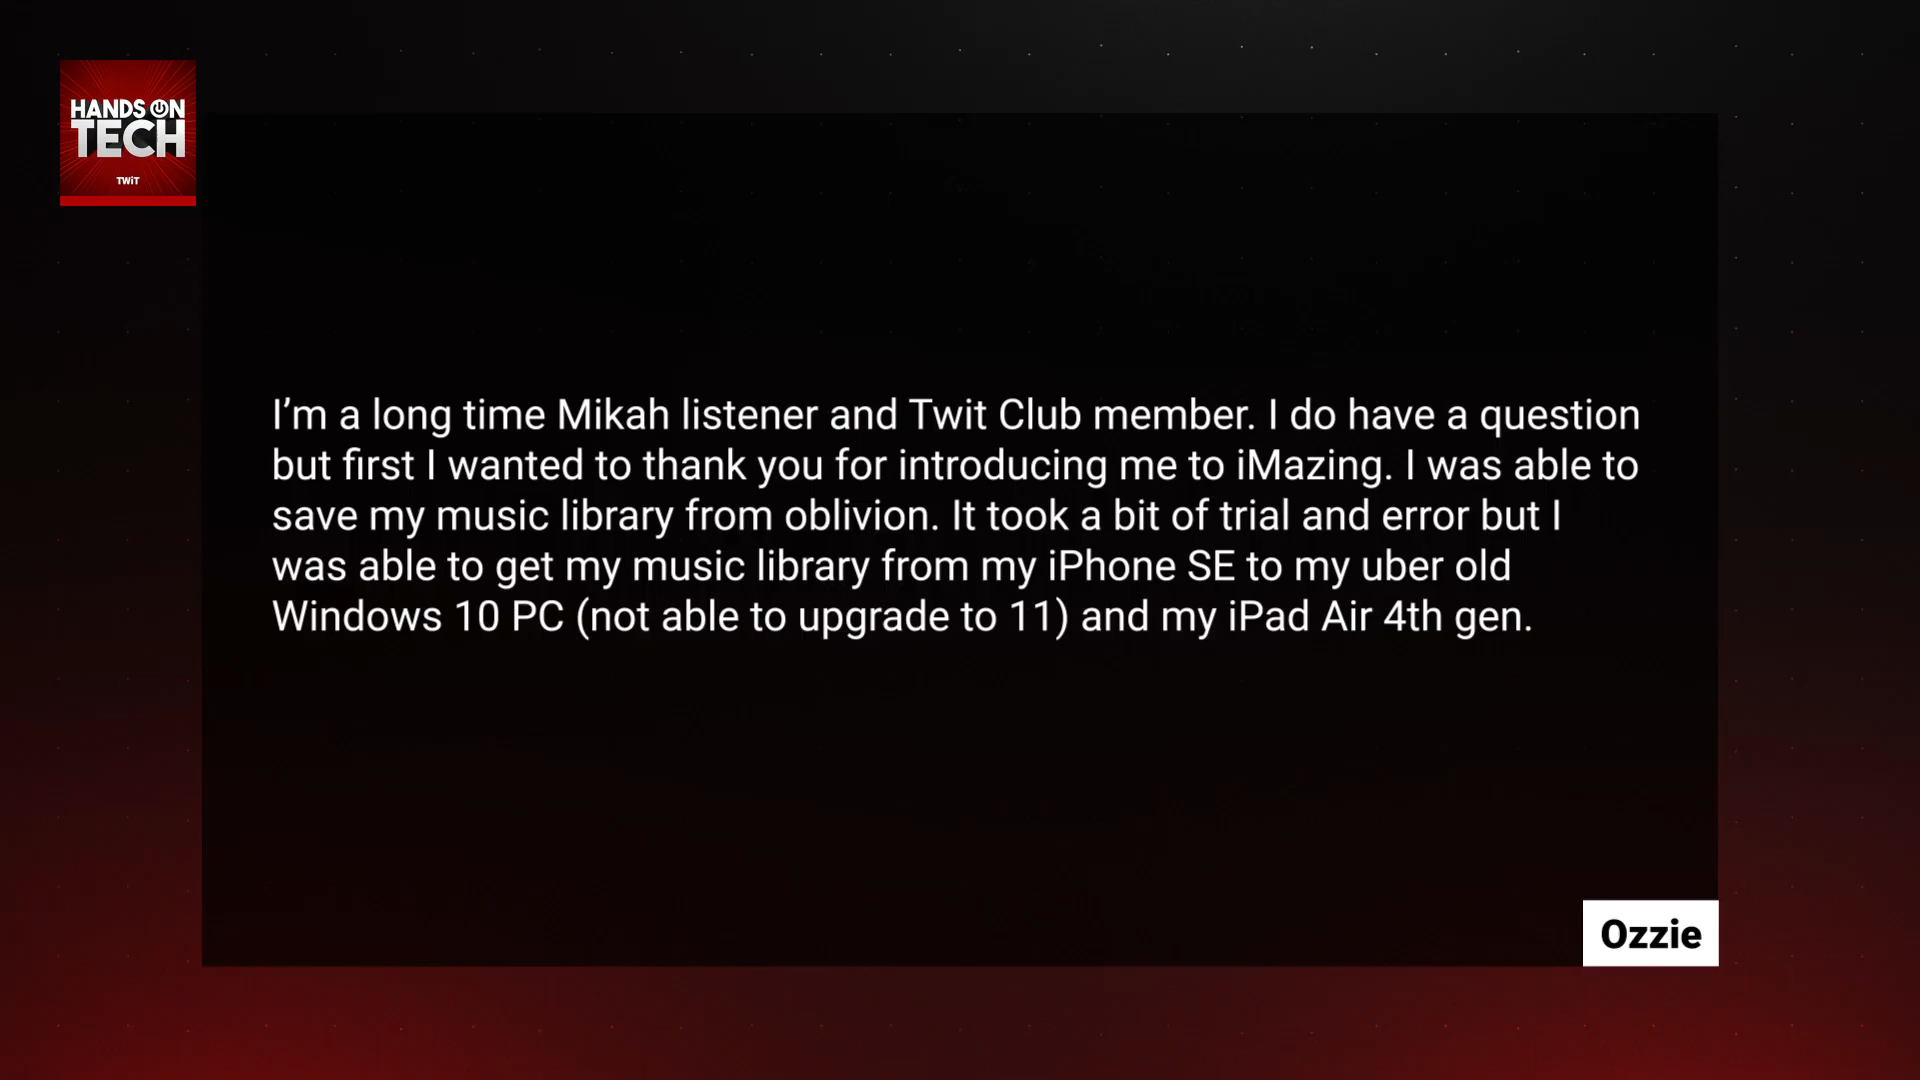 HANDS ON
TECH
TWiT
I’m a long time Mikah listener and Twit Club member. I do have a question
but first I wanted to thank you for introducing me to iMazing. I was able to
save my music library from oblivion. It took a bit of trial and error but I
was able to get my music library from my iPhone SE to my uber old
Windows 10 PC (not able to upgrade to 11) and my iPad Air 4th gen.
Ozzie